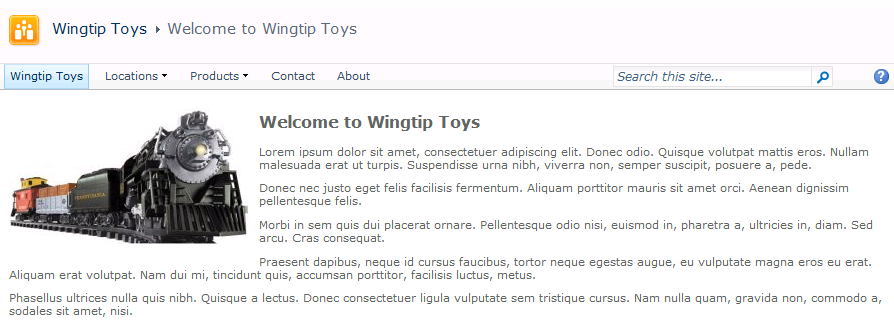 Wingtip Toys ▸ Welcome to Wingtip Toys
Wingtip Toys Locations Products Contact About Search this site... ?
Welcome to Wingtip Toys
Lorem ipsum dolor sit amet, consectetuer adipiscing elit. Donec odio. Quisque volutpat mattis eros. Nullam
malesuada erat ut turpis. Suspendisse urna nibh, viverra non, semper suscipit, posuere a, pede.
Donec nec justo eget felis facilisis fermentum. Aliquam porttitor mauris sit amet orci. Aenean dignissim
pellentesque felis.
Morbi in sem quis dui placerat ornare. Pellentesque odio nisi, euismod in, pharetra a, ultricies in, diam. Sed
arcu. Cras consequat.
Praesent dapibus, neque id cursus faucibus, tortor neque egestas augue, eu vulputate magna eros eu erat.
Aliquam erat volutpat. Nam dui mi, tincidunt quis, accumsan porttitor, facilisis luctus, metus.
Phasellus ultrices nulla quis nibh. Quisque a lectus. Donec consectetuer ligula vulputate sem tristique cursus. Nam nulla quam, gravida non, commodo a,
sodales sit amet, nisi.
PENNSYLVANIA